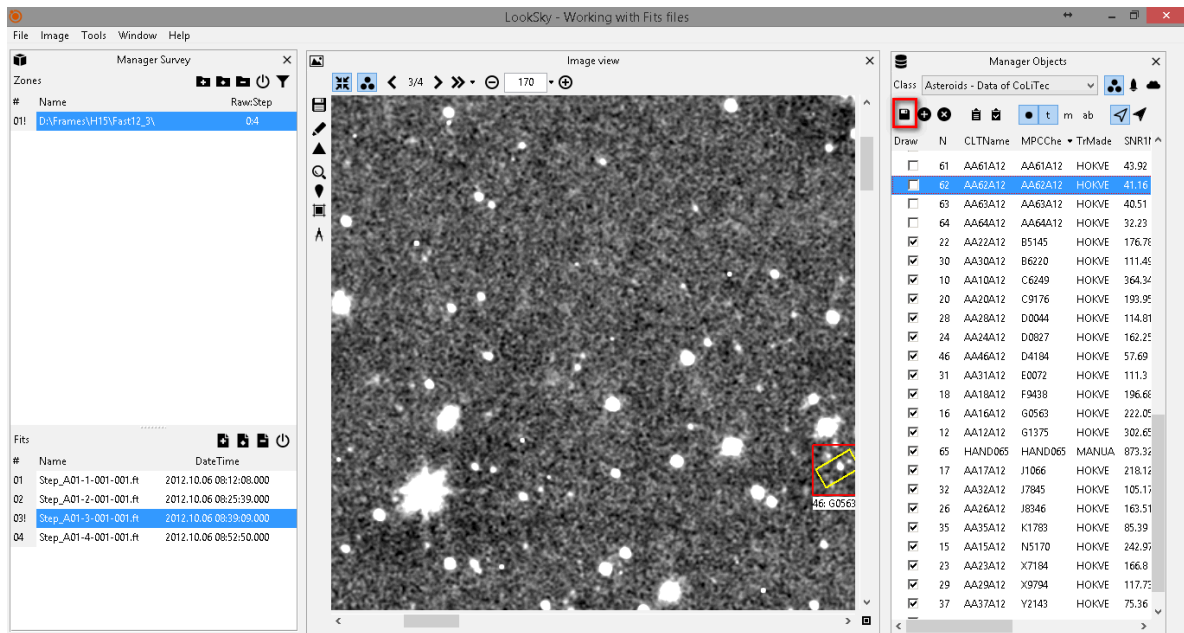 LookSky - Working with Fits files
File Image Tools Window Help
Manager Survey
Zones
# Name Raw:Step
01! D:\Frames\H15\Fast12_3\ 0:4
Fits
# Name DateTime
01 Step_A01-1-001-001.ft 2012.10.06 08:12:08.000
02 Step_A01-2-001-001.ft 2012.10.06 08:25:39.000
03! Step_A01-3-001-001.ft 2012.10.06 08:39:09.000
04 Step_A01-4-001-001.ft 2012.10.06 08:52:50.000
Image view
3/4 170
46: G0563
Manager Objects
Class Asteroids - Data of CoLiTec
t m ab
Draw N CLTName MPCChe TrMade SNR1f
61 AA61A12 AA61A12 HOKVE 43.92
62 AA62A12 AA62A12 HOKVE 41.16
63 AA63A12 AA63A12 HOKVE 40.51
64 AA64A12 AA64A12 HOKVE 32.23
22 AA22A12 B5145 HOKVE 176.78
30 AA30A12 B6220 HOKVE 111.49
10 AA10A12 C6249 HOKVE 364.34
20 AA20A12 C9176 HOKVE 193.95
28 AA28A12 D0044 HOKVE 114.81
24 AA24A12 D0827 HOKVE 162.25
46 AA46A12 D4184 HOKVE 57.69
31 AA31A12 E0072 HOKVE 111.3
18 AA18A12 F9438 HOKVE 196.68
16 AA16A12 G0563 HOKVE 222.05
12 AA12A12 G1375 HOKVE 302.65
65 HAND065 HAND065 MANUA 873.32
17 AA17A12 J1066 HOKVE 218.12
32 AA32A12 J7845 HOKVE 105.17
26 AA26A12 J8346 HOKVE 163.51
35 AA35A12 K1783 HOKVE 85.39
15 AA15A12 N5170 HOKVE 242.97
23 AA23A12 X7184 HOKVE 166.8
29 AA29A12 X9794 HOKVE 117.73
37 AA37A12 Y2143 HOKVE 75.36